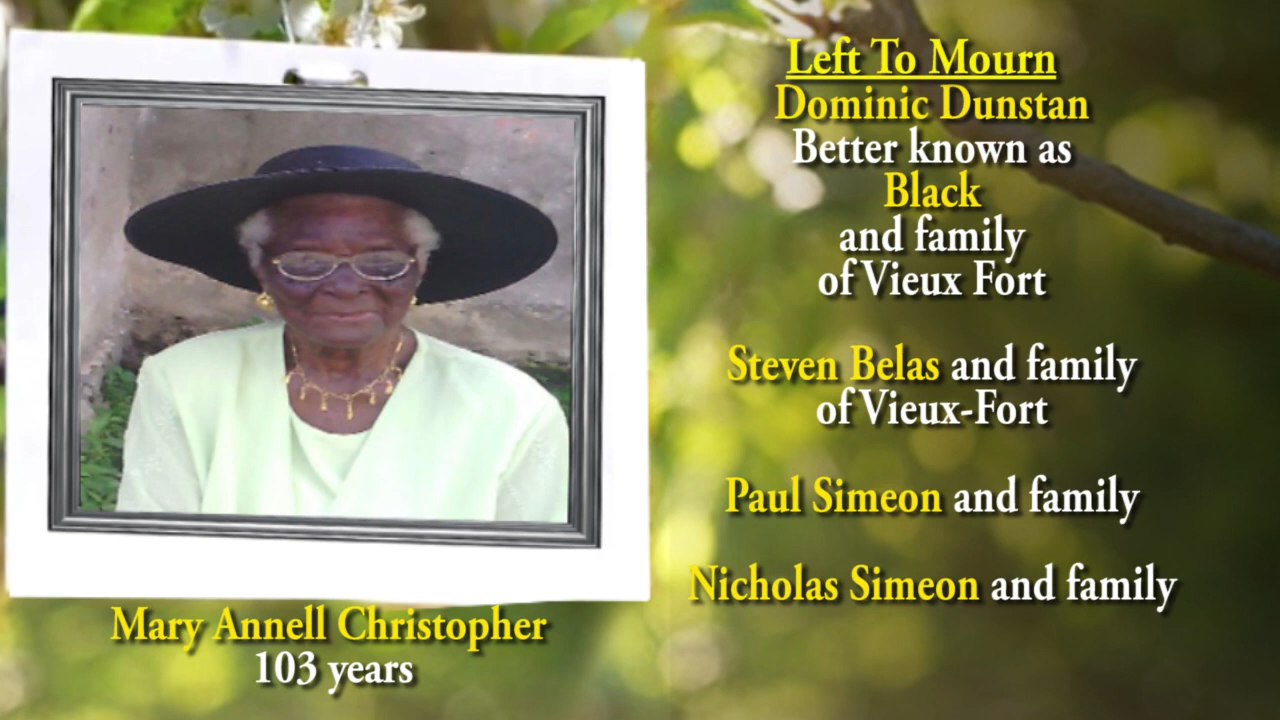 Left To Mourn
Dominic Dunstan
Better known as
Black
and family
of Vieux Fort
Steven Belas and family
of Vieux-Fort
Paul Simeon and family
Nicholas Simeon and family
Mary Annell Christopher
103 years